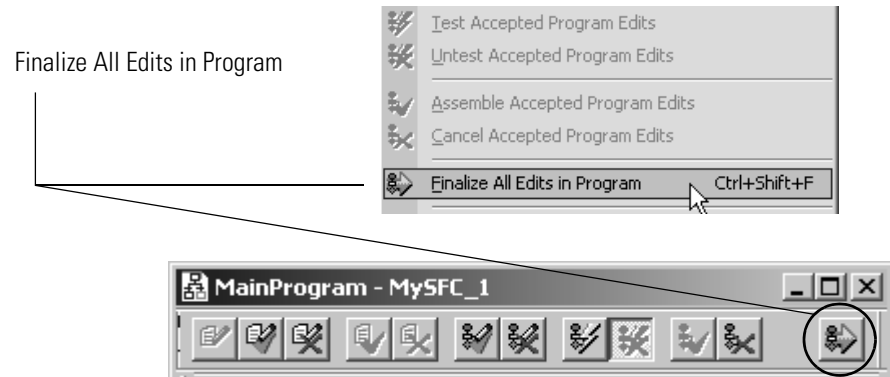 Test Accepted Program Edits
Untest Accepted Program Edits
Finalize All Edits in Program
Assemble Accepted Program Edits
Cancel Accepted Program Edits
Finalize All Edits in Program Ctrl+Shift+F
MainProgram - MySFC_1